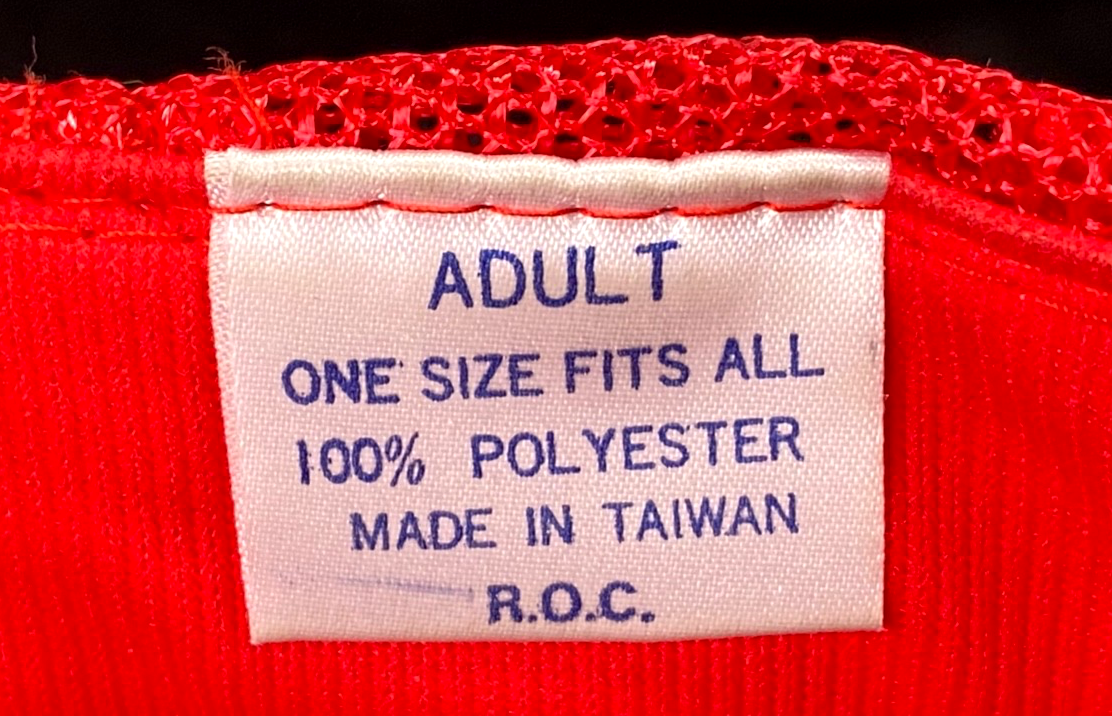 ADULT
ONE SIZE FITS ALL
100% POLYESTER
MADE IN TAIWAN
R.O.C.